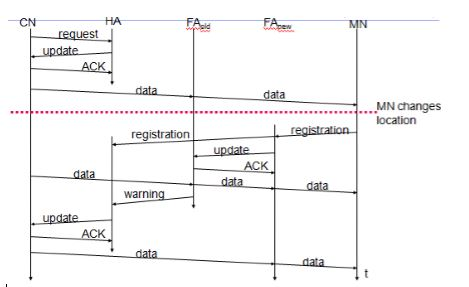 CN HA FAold FAnew MN
request
update
ACK
data data
MN changes
location
registration registration
update
ACK
data data data
warning
update
ACK
data data
t